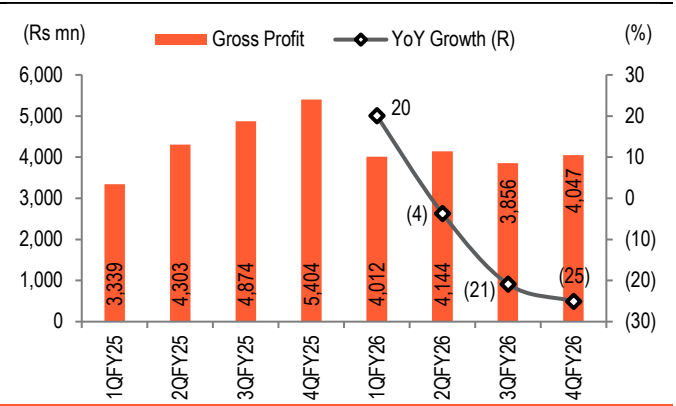 (Rs mn)
Gross Profit
YoY Growth (R)
(%)
6,000
5,000
4,000
3,000
2,000
1,000
0
30
20
10
0
(10)
(20)
(30)
3,339
4,303
4,874
5,404
4,012
4,144
3,856
4,047
20
(4)
(21)
(25)
1QFY25
2QFY25
3QFY25
4QFY25
1QFY26
2QFY26
3QFY26
4QFY26